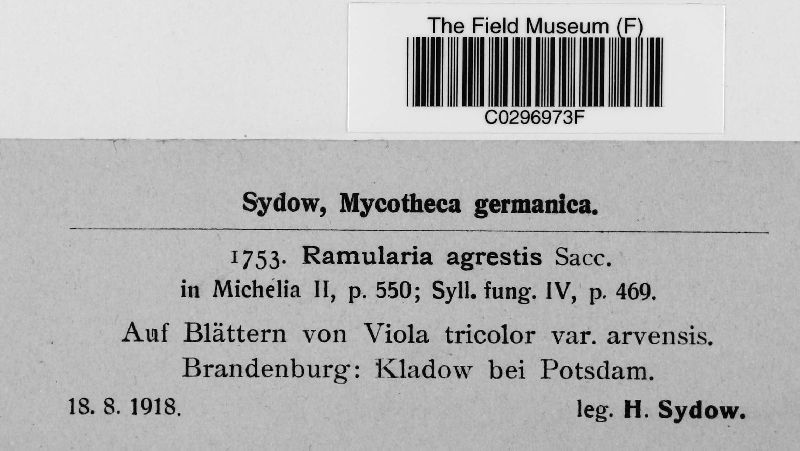 The Field Museum (F)
C0296973F
Sydow, Mycotheca germanica.
1753. Ramularia agrestis Sacc.
in Michelia II, p. 550; Syll. fung. IV, p. 469.
Auf Blättern von Viola tricolor var. arvensis.
Brandenburg: Kladow bei Potsdam.
18. 8. 1918. leg. H. Sydow.